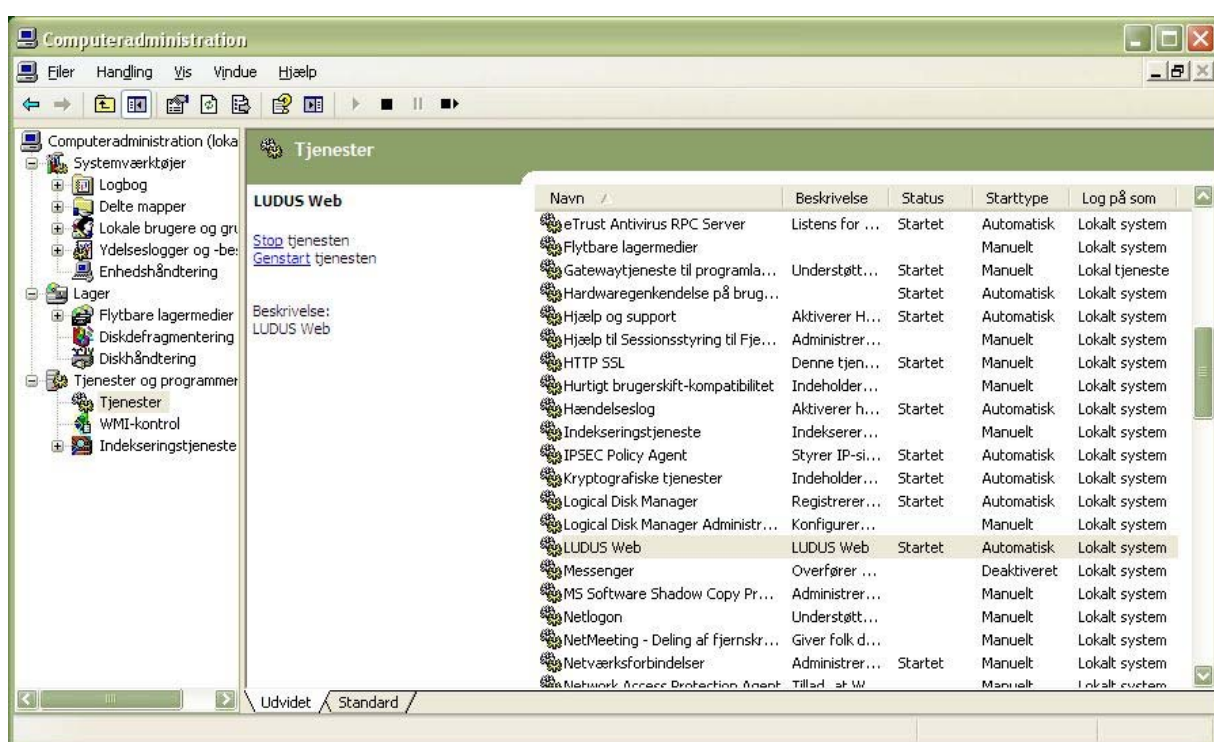 Computeradministration
Filer Handling Vis Vindue Hjælp
Computeradministration (loka
Systemværktøjer
Logbog
Delte mapper
Lokale brugere og gru
Ydelseslogger og -be
Enhedshåndtering
Lager
Flytbare lagermedier
Diskdefragmentering
Diskhåndtering
Tjenester og programmer
Tjenester
WMI-kontrol
Indekseringstjeneste
Tjenester
LUDUS Web
Stop tjenesten
Genstart tjenesten
Beskrivelse:
LUDUS Web
Navn Beskrivelse Status Starttype Log på som
eTrust Antivirus RPC Server Listens for ... Startet Automatisk Lokalt system
Flytbare lagermedier Manuelt Lokalt system
Gatewaytjeneste til programla... Understøtt... Startet Manuelt Lokal tjeneste
Hardwaregenkendelse på brug... Startet Automatisk Lokalt system
Hjælp og support Aktiverer H... Startet Automatisk Lokalt system
Hjælp til Sessionsstyring til Fje... Administrer... Manuelt Lokalt system
HTTP SSL Denne tjen... Startet Manuelt Lokalt system
Hurtigt brugerskift-kompatibilitet Indeholder... Manuelt Lokalt system
Hændelseslog Aktiverer h... Startet Automatisk Lokalt system
Indekseringstjeneste Indekserer... Manuelt Lokalt system
IPSEC Policy Agent Styrer IP-si... Startet Automatisk Lokalt system
Kryptografiske tjenester Indeholder... Startet Automatisk Lokalt system
Logical Disk Manager Registrerer... Startet Automatisk Lokalt system
Logical Disk Manager Administr... Konfigurer... Manuelt Lokalt system
LUDUS Web LUDUS Web Startet Automatisk Lokalt system
Messenger Overfører ... Deaktiveret Lokalt system
MS Software Shadow Copy Pr... Administrer... Manuelt Lokalt system
Netlogon Understøtt... Manuelt Lokalt system
NetMeeting - Deling af fjernskr... Giver folk d... Manuelt Lokalt system
Netværksforbindelser Administrer... Startet Manuelt Lokalt system
Network Access Protection Agent Tillad at W Manuelt Lokalt system
Udvidet Standard